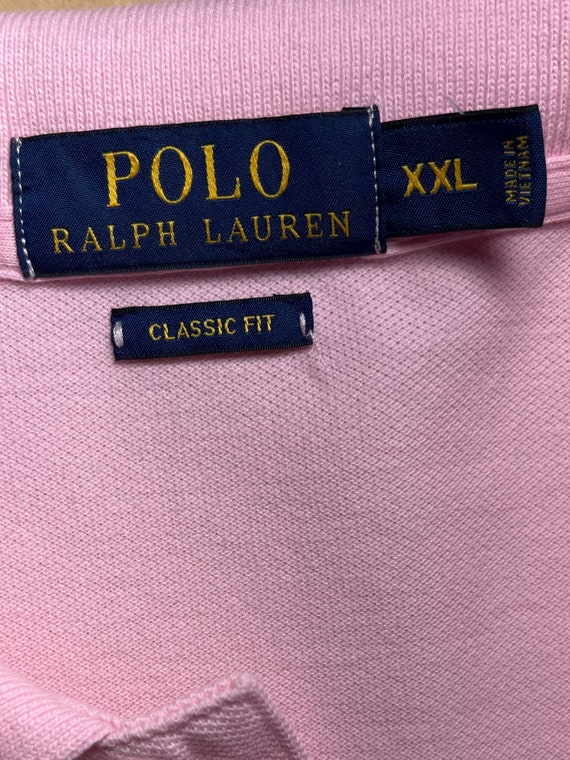 POLO
RALPH LAUREN
XXL
MADE IN
VIETNAM
CLASSIC FIT